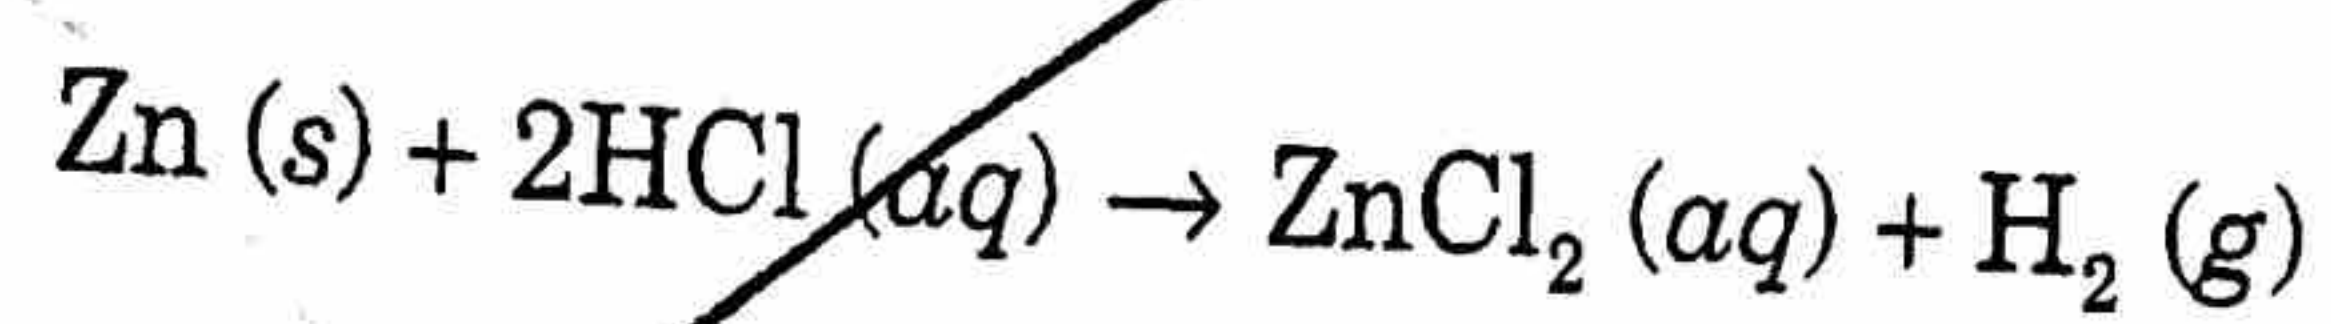 Zn (s) + 2HCl (aq) → ZnCl₂ (aq) + H₂ (g)